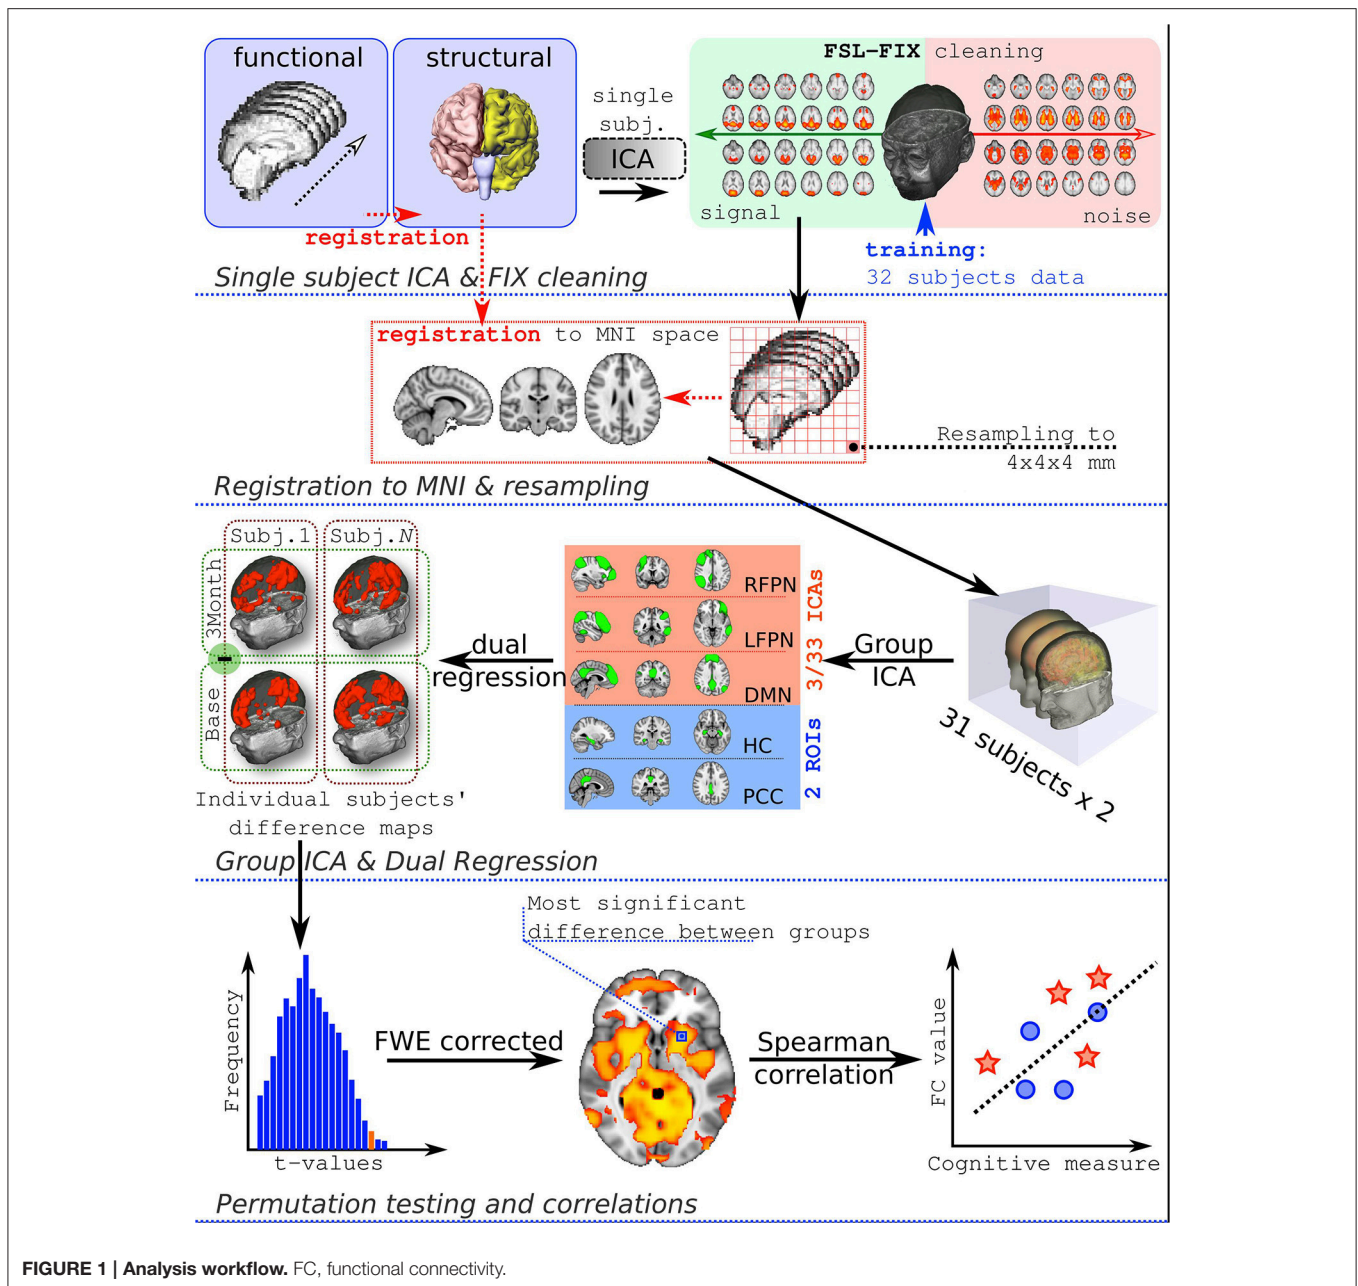 functional
structural
single
subj.
ICA
FSL-FIX cleaning
signal
noise
registration
training:
32 subjects data
Single subject ICA & FIX cleaning
registration to MNI space
Resampling to
4x4x4 mm
Registration to MNI & resampling
Subj.1
Subj.N
3Month
Base
Individual subjects'
difference maps
dual
regression
RFPN
LFPN
DMN
HC
PCC
3/33 ICAs
2 ROIs
Group
ICA
31 subjects x 2
Group ICA & Dual Regression
Most significant
difference between groups
Frequency
t-values
FWE corrected
Spearman
correlation
FC value
Cognitive measure
Permutation testing and correlations
FIGURE 1 | Analysis workflow. FC, functional connectivity.